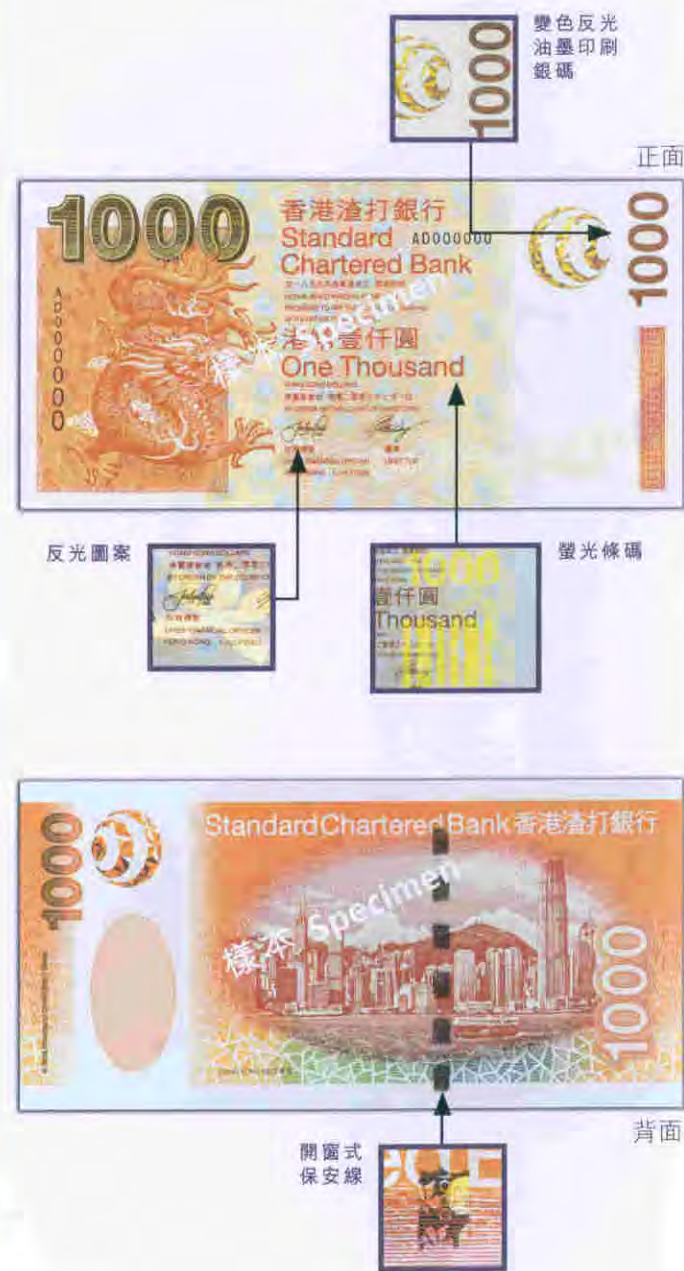 1000
變色反光
油墨印刷
銀碼
正面
1000
香港渣打銀行
Standard AD000000
Chartered Bank
AD000000
樣本 Specimen
港幣壹仟圓
One Thousand
1000
反光圖案
螢光條碼
1000
壹仟圓
Thousand
Standard Chartered Bank 香港渣打銀行
1000
樣本 Specimen
1000
背面
開窗式
保安線